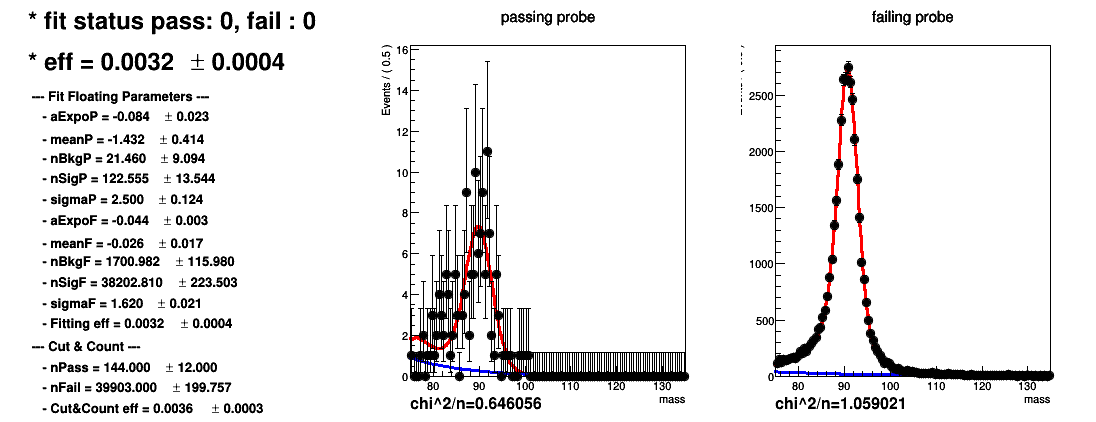 * fit status pass: 0, fail : 0
* eff = 0.0032 ± 0.0004
--- Fit Floating Parameters ---
- aExpoP = -0.084 ± 0.023
- meanP = -1.432 ± 0.414
- nBkgP = 21.460 ± 9.094
- nSigP = 122.555 ± 13.544
- sigmaP = 2.500 ± 0.124
- aExpoF = -0.044 ± 0.003
- meanF = -0.026 ± 0.017
- nBkgF = 1700.982 ± 115.980
- nSigF = 38202.810 ± 223.503
- sigmaF = 1.620 ± 0.021
- Fitting eff = 0.0032 ± 0.0004
--- Cut & Count ---
- nPass = 144.000 ± 12.000
- nFail = 39903.000 ± 199.757
- Cut&Count eff = 0.0036 ± 0.0003
passing probe
Events / ( 0.5 )
16
14
12
10
8
6
4
2
0
80 90 100 110 120 130
mass
chi^2/n=0.646056
failing probe
2500
2000
1500
1000
500
0
80 90 100 110 120 130
mass
chi^2/n=1.059021